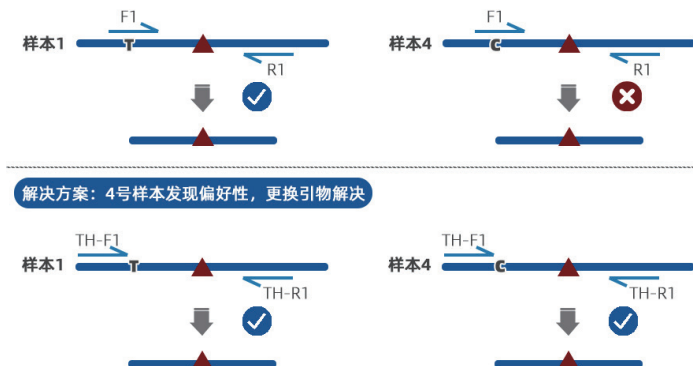 F1
F1
样本1
T
样本4
C
R1
R1
解决方案：4号样本发现偏好性，更换引物解决
TH-F1
TH-F1
样本1
T
样本4
C
TH-R1
TH-R1